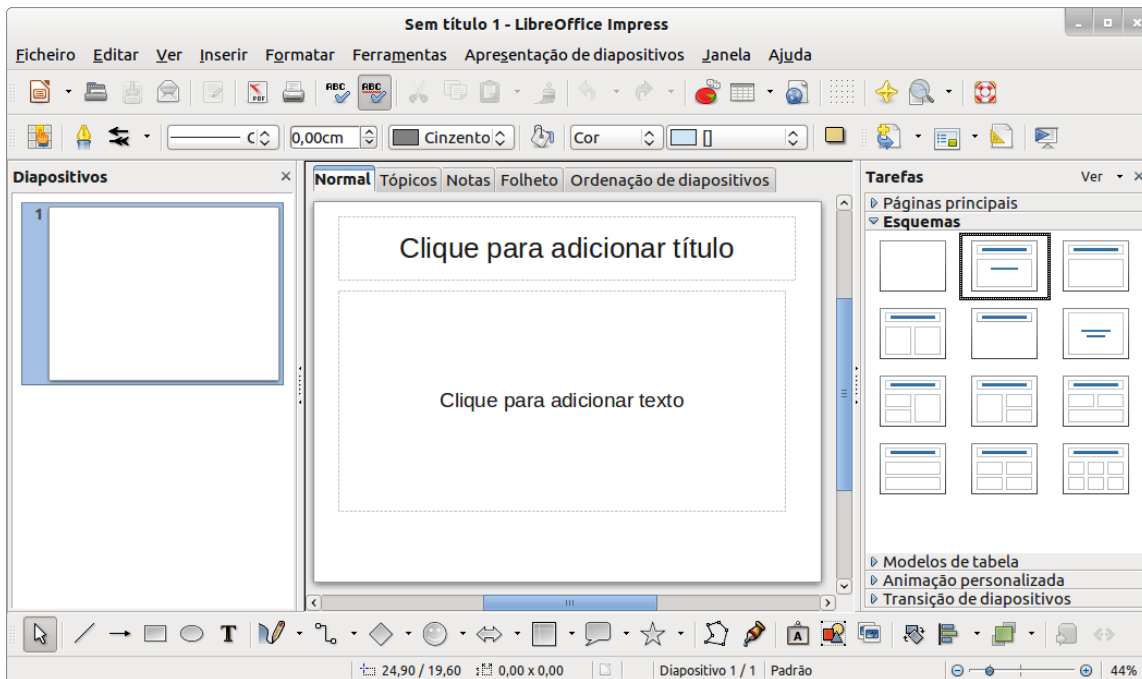 Sem título 1 - LibreOffice Impress
Ficheiro Editar Ver Inserir Formatar Ferramentas Apresentação de diapositivos Janela Ajuda
PDF ABC ABC
C 0,00cm Cinzento Cor []
Diapositivos
Normal Tópicos Notas Folheto Ordenação de diapositivos
Tarefas Ver
Páginas principais
Esquemas
1
Clique para adicionar título
Clique para adicionar texto
Modelos de tabela
Animação personalizada
Transição de diapositivos
T A
24,90 / 19,60 0,00 x 0,00 Diapositivo 1 / 1 Padrão 44%